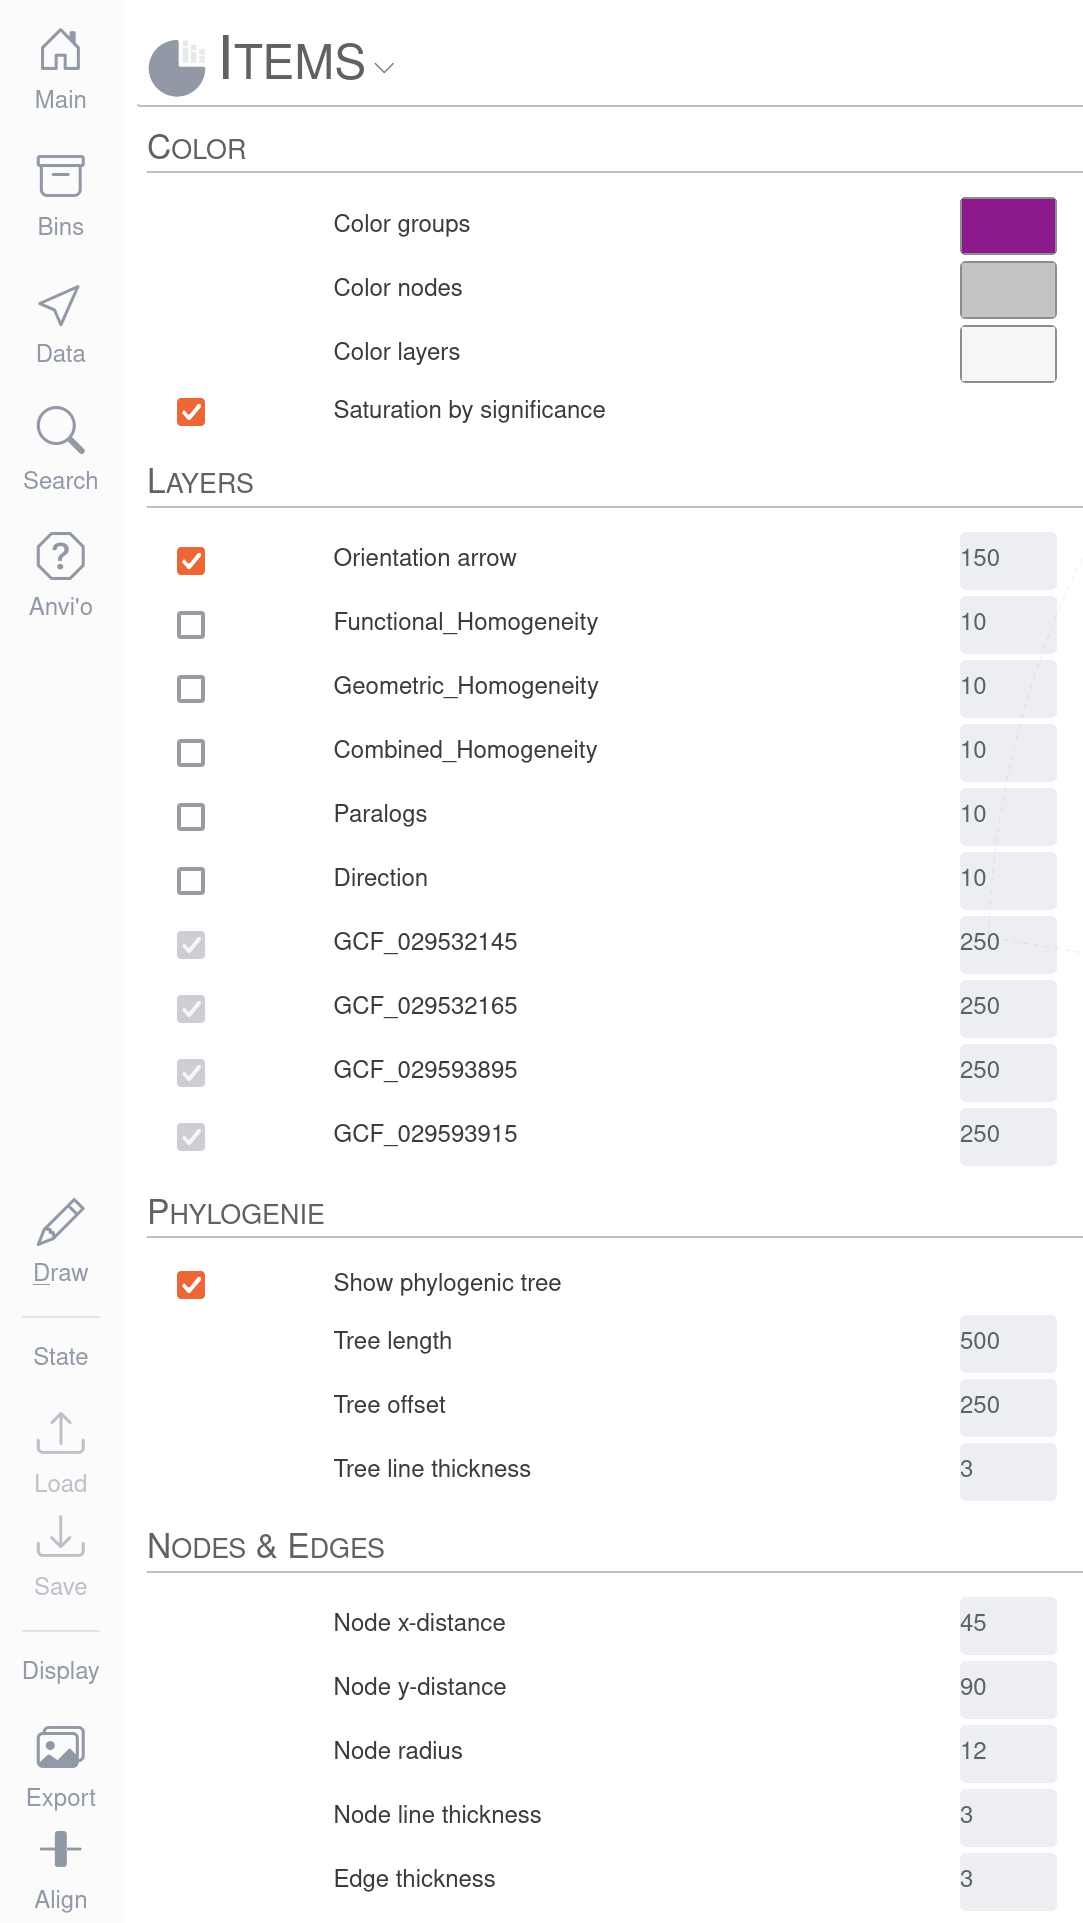 Main
Bins
Data
Search
?
Anvi'o
Draw
State
Load
Save
Display
Export
Align
ITEMS
COLOR
Color groups
Color nodes
Color layers
Saturation by significance
LAYERS
Orientation arrow 150
Functional_Homogeneity 10
Geometric_Homogeneity 10
Combined_Homogeneity 10
Paralogs 10
Direction 10
GCF_029532145 250
GCF_029532165 250
GCF_029593895 250
GCF_029593915 250
PHYLOGENIE
Show phylogenic tree
Tree length 500
Tree offset 250
Tree line thickness 3
NODES & EDGES
Node x-distance 45
Node y-distance 90
Node radius 12
Node line thickness 3
Edge thickness 3